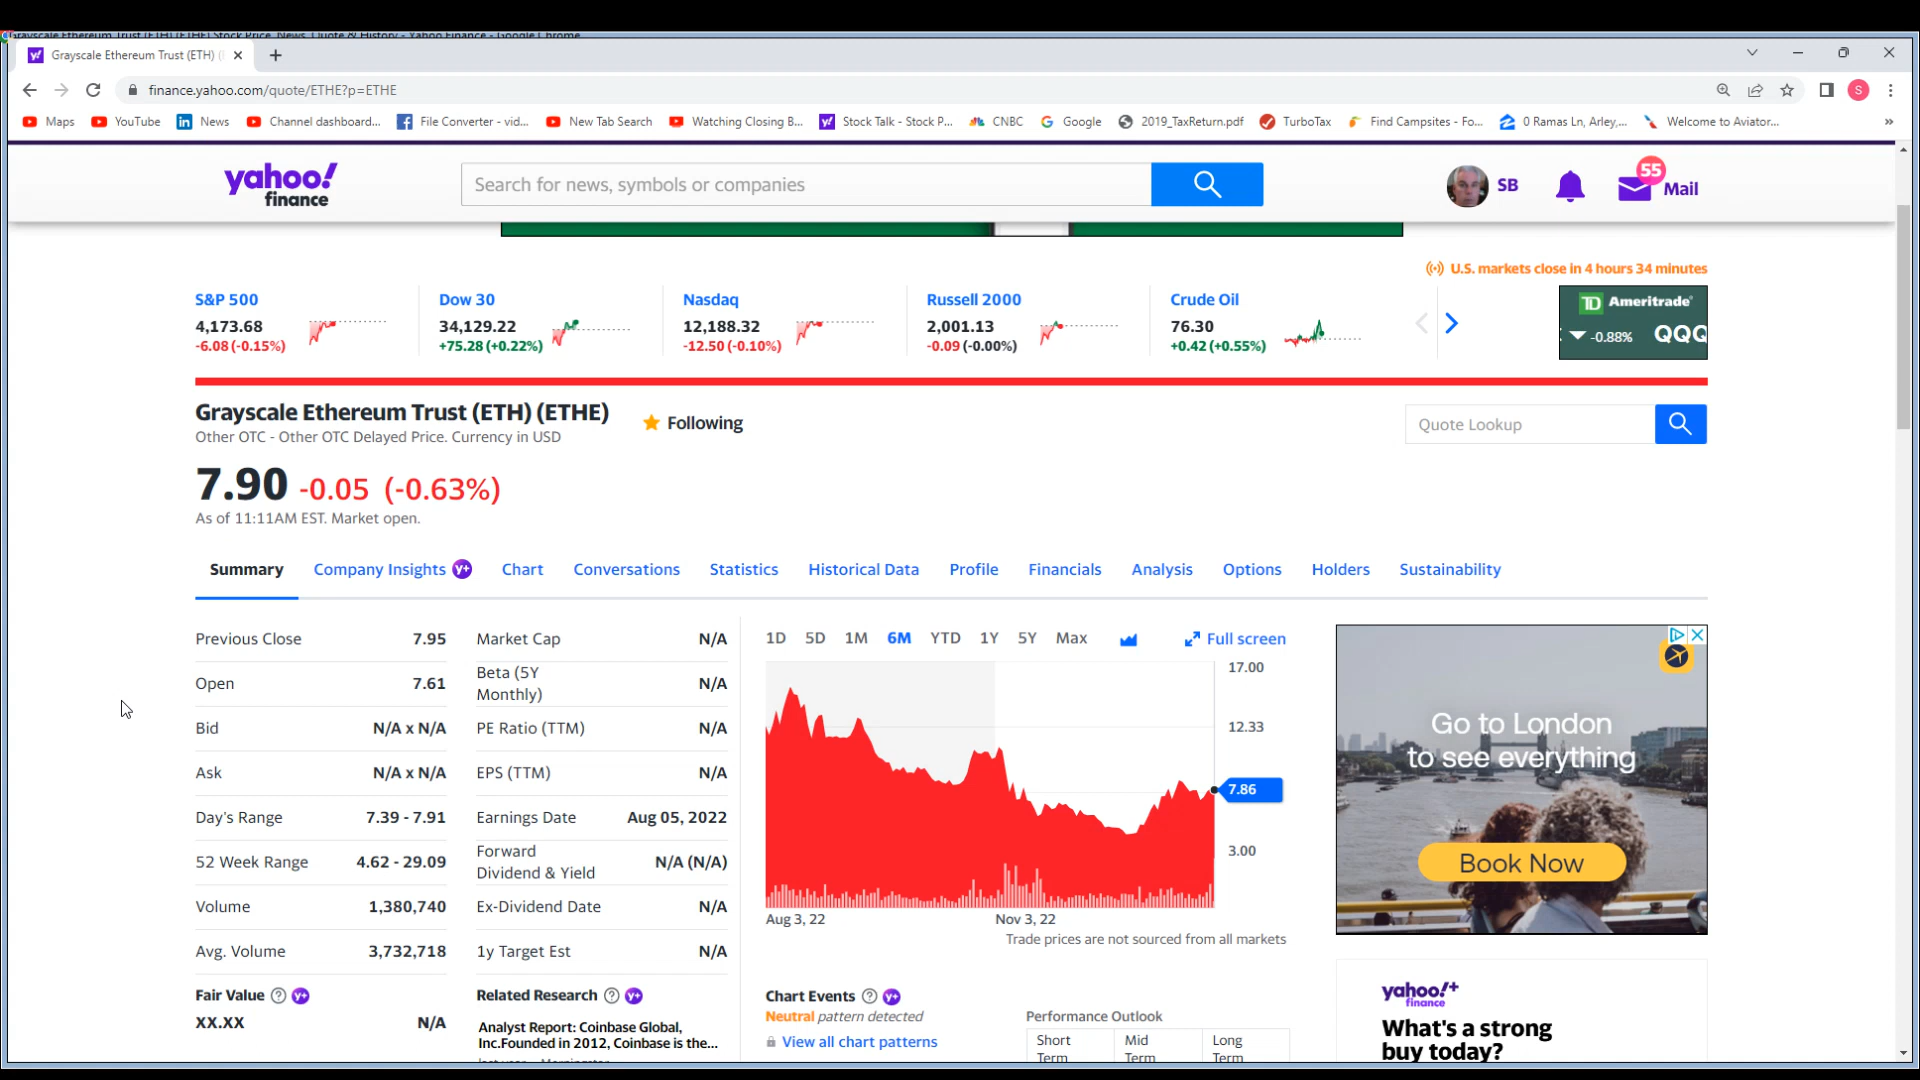 Grayscale Ethereum Trust (ETH) (ETHE) Stock Price, News, Quote & History - Yahoo Finance - Google Chrome
Grayscale Ethereum Trust (ETH) (
finance.yahoo.com/quote/ETHE?p=ETHE
S
Maps
YouTube
News
Channel dashboard...
File Converter - vid...
New Tab Search
Watching Closing B...
Stock Talk - Stock P...
CNBC
Google
2019_TaxReturn.pdf
TurboTax
Find Campsites - Fo...
0 Ramas Ln, Arley,...
Welcome to Aviator...
»
yahoo!
finance
Search for news, symbols or companies
SB
55
Mail
U.S. markets close in 4 hours 34 minutes
S&P 500
4,173.68
-6.08 (-0.15%)
Dow 30
34,129.22
+75.28 (+0.22%)
Nasdaq
12,188.32
-12.50 (-0.10%)
Russell 2000
2,001.13
-0.09 (-0.00%)
Crude Oil
76.30
+0.42 (+0.55%)
TD Ameritrade
-0.88% QQQ
Grayscale Ethereum Trust (ETH) (ETHE)
Other OTC - Other OTC Delayed Price. Currency in USD
Following
Quote Lookup
7.90 -0.05 (-0.63%)
As of 11:11AM EST. Market open.
Summary
Company Insights Y+
Chart
Conversations
Statistics
Historical Data
Profile
Financials
Analysis
Options
Holders
Sustainability
Previous Close 7.95
Open 7.61
Bid N/A x N/A
Ask N/A x N/A
Day's Range 7.39 - 7.91
52 Week Range 4.62 - 29.09
Volume 1,380,740
Avg. Volume 3,732,718
Fair Value ? Y+
XX.XX N/A
Market Cap N/A
Beta (5Y
Monthly) N/A
PE Ratio (TTM) N/A
EPS (TTM) N/A
Earnings Date Aug 05, 2022
Forward
Dividend & Yield N/A (N/A)
Ex-Dividend Date N/A
1y Target Est N/A
Related Research ? Y+
Analyst Report: Coinbase Global,
Inc.Founded in 2012, Coinbase is the...
1D 5D 1M 6M YTD 1Y 5Y Max
Full screen
17.00
12.33
7.86
3.00
Aug 3, 22
Nov 3, 22
Trade prices are not sourced from all markets
Chart Events ? Y+
Neutral pattern detected
View all chart patterns
Performance Outlook
Short
Term
Mid
Term
Long
Term
Go to London
to see everything
Book Now
yahoo!+
finance
What's a strong
buy today?